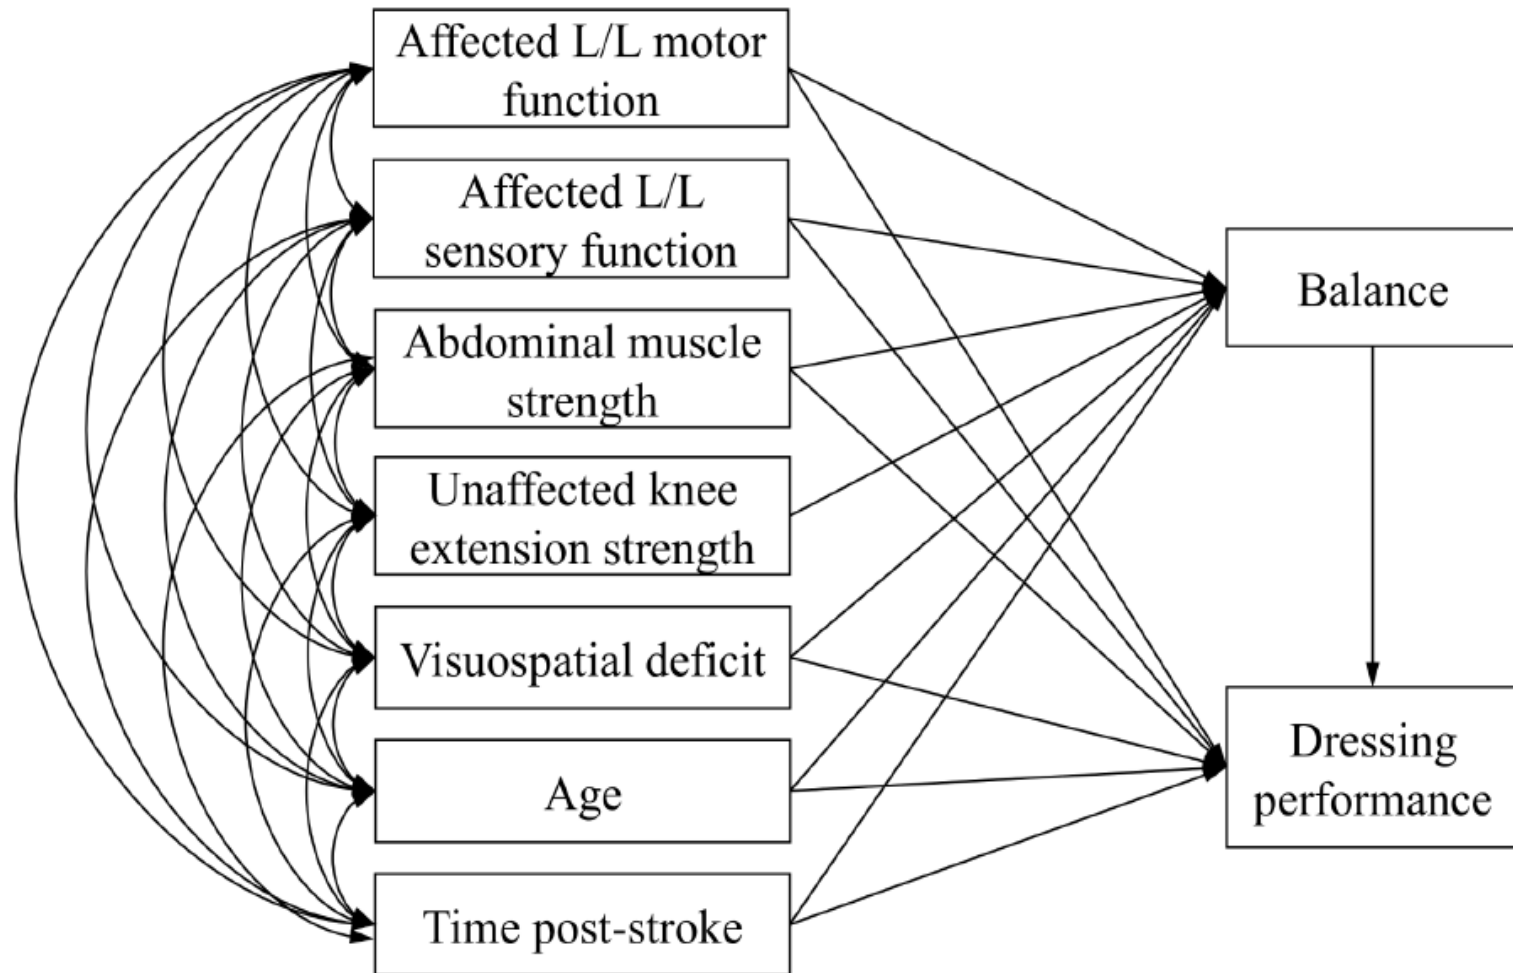 Affected L/L motor
function
Affected L/L
sensory function
Abdominal muscle
strength
Unaffected knee
extension strength
Visuospatial deficit
Age
Time post-stroke
Balance
Dressing
performance